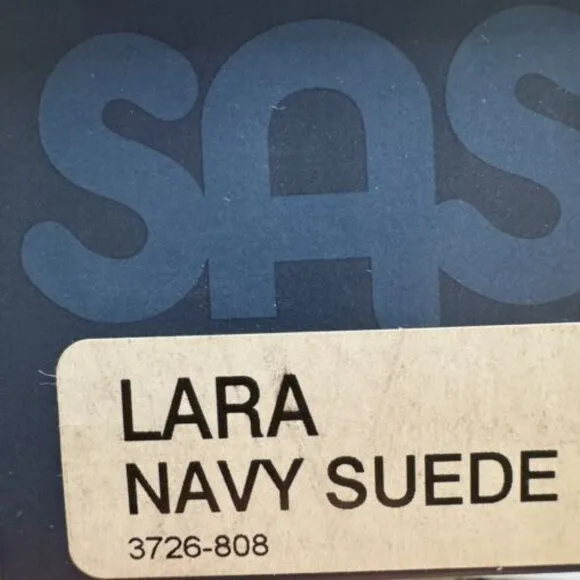 SAS
LARA
NAVY SUEDE
3726-808